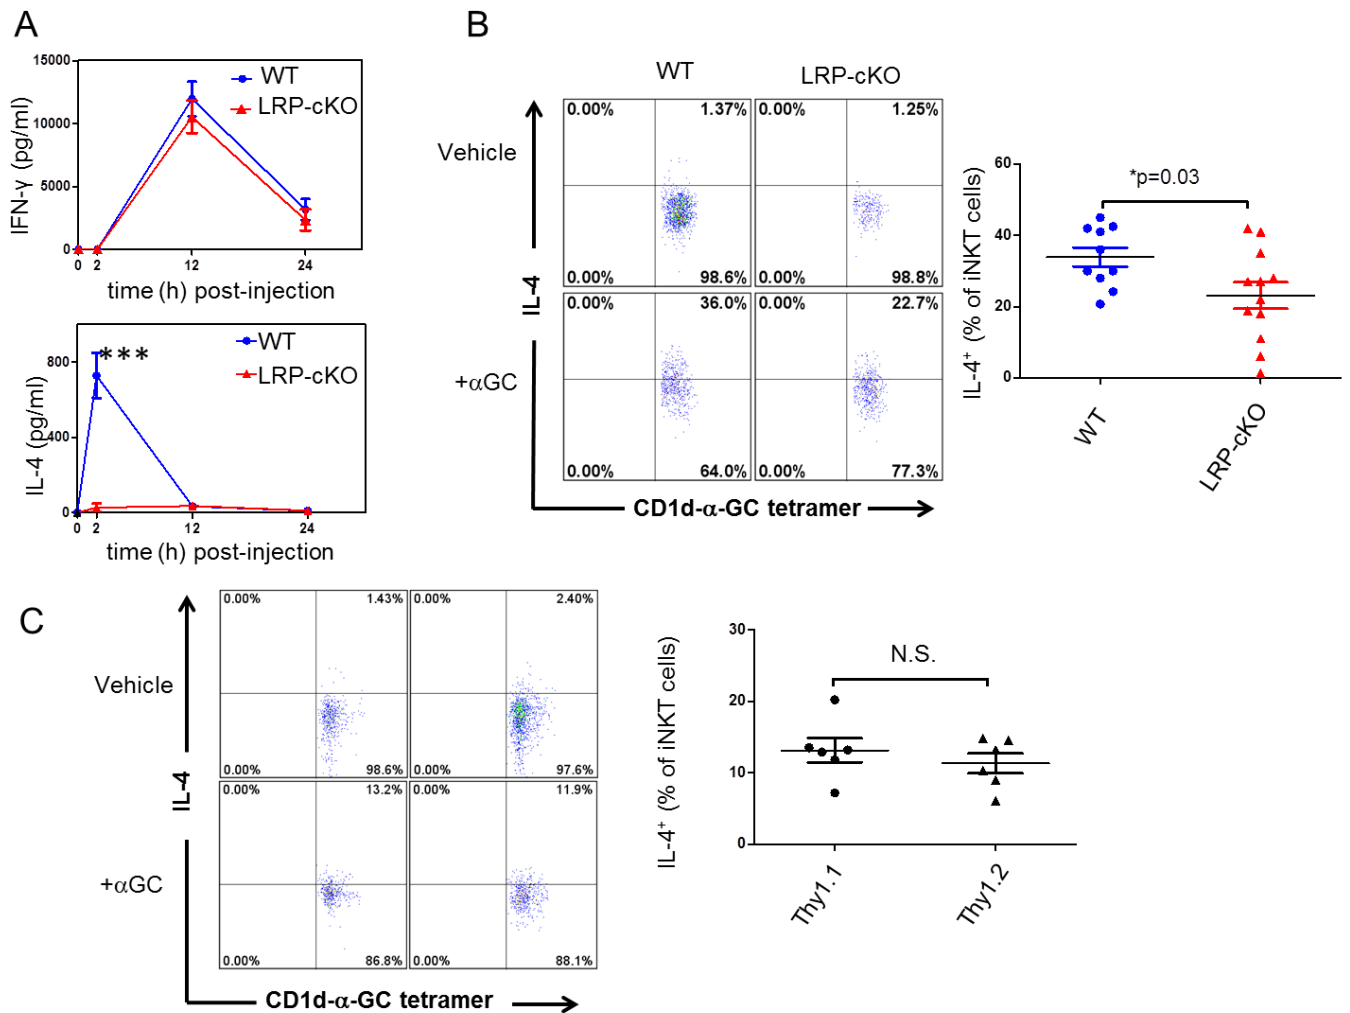 A
15000
10000
5000
0
IFN-γ (pg/ml)
WT
LRP-cKO
0 2 12 24
time (h) post-injection
800
400
0
IL-4 (pg/ml)
***
WT
LRP-cKO
0 2 12 24
time (h) post-injection
B
WT LRP-cKO
Vehicle
0.00% 1.37% 0.00% 1.25%
0.00% 98.6% 0.00% 98.8%
+αGC
0.00% 36.0% 0.00% 22.7%
0.00% 64.0% 0.00% 77.3%
IL-4
CD1d-α-GC tetramer
60
40
20
0
IL-4⁺ (% of iNKT cells)
*p=0.03
WT
LRP-cKO
C
Vehicle
0.00% 1.43% 0.00% 2.40%
0.00% 98.6% 0.00% 97.6%
+αGC
0.00% 13.2% 0.00% 11.9%
0.00% 86.8% 0.00% 88.1%
IL-4
CD1d-α-GC tetramer
30
20
10
0
IL-4⁺ (% of iNKT cells)
N.S.
Thy1.1
Thy1.2